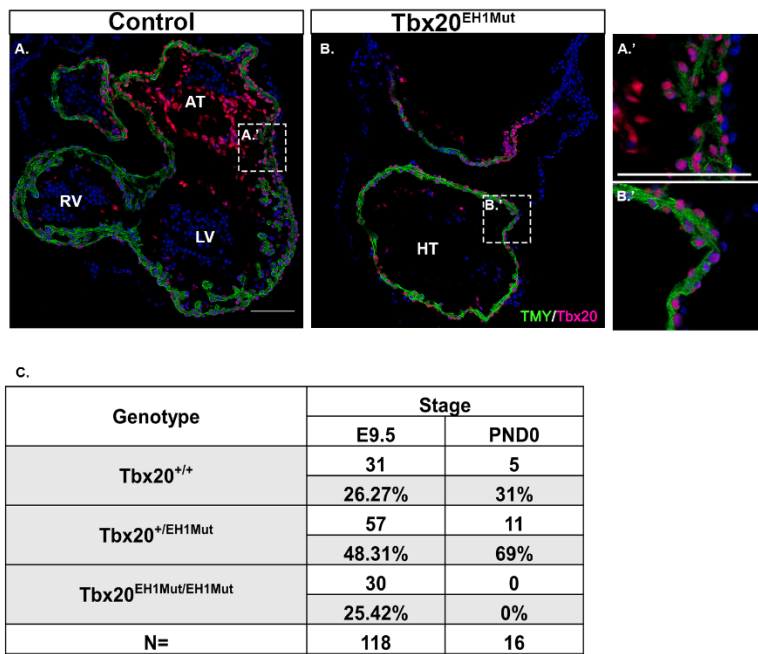 Control
Tbx20EH1Mut
A.
AT
A.'
RV
LV
B.
B.'
HT
TMY/Tbx20
A.'
B.'
C.
Genotype Stage
E9.5 PND0
Tbx20+/+ 31 5
26.27% 31%
Tbx20+/EH1Mut 57 11
48.31% 69%
Tbx20EH1Mut/EH1Mut 30 0
25.42% 0%
N= 118 16